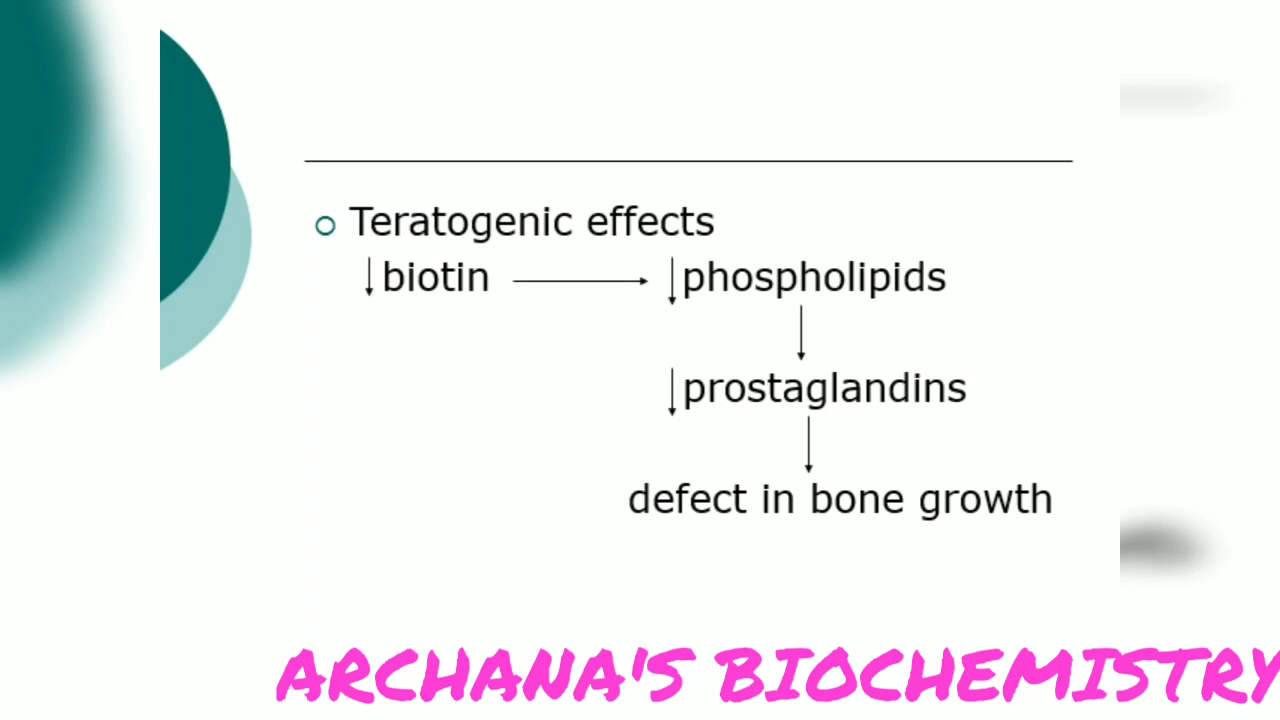 Teratogenic effects
↓biotin → ↓phospholipids
↓
↓prostaglandins
↓
defect in bone growth
ARCHANA'S BIOCHEMISTRY